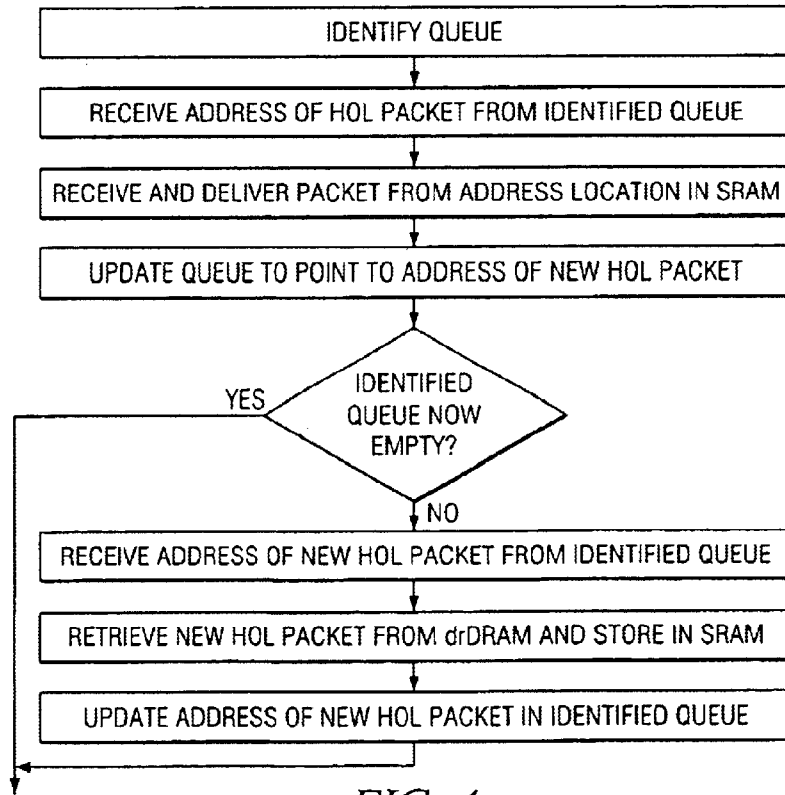 IDENTIFY QUEUE
RECEIVE ADDRESS OF HOL PACKET FROM IDENTIFIED QUEUE
RECEIVE AND DELIVER PACKET FROM ADDRESS LOCATION IN SRAM
UPDATE QUEUE TO POINT TO ADDRESS OF NEW HOL PACKET
YES
IDENTIFIED
QUEUE NOW
EMPTY?
NO
RECEIVE ADDRESS OF NEW HOL PACKET FROM IDENTIFIED QUEUE
RETRIEVE NEW HOL PACKET FROM drDRAM AND STORE IN SRAM
UPDATE ADDRESS OF NEW HOL PACKET IN IDENTIFIED QUEUE